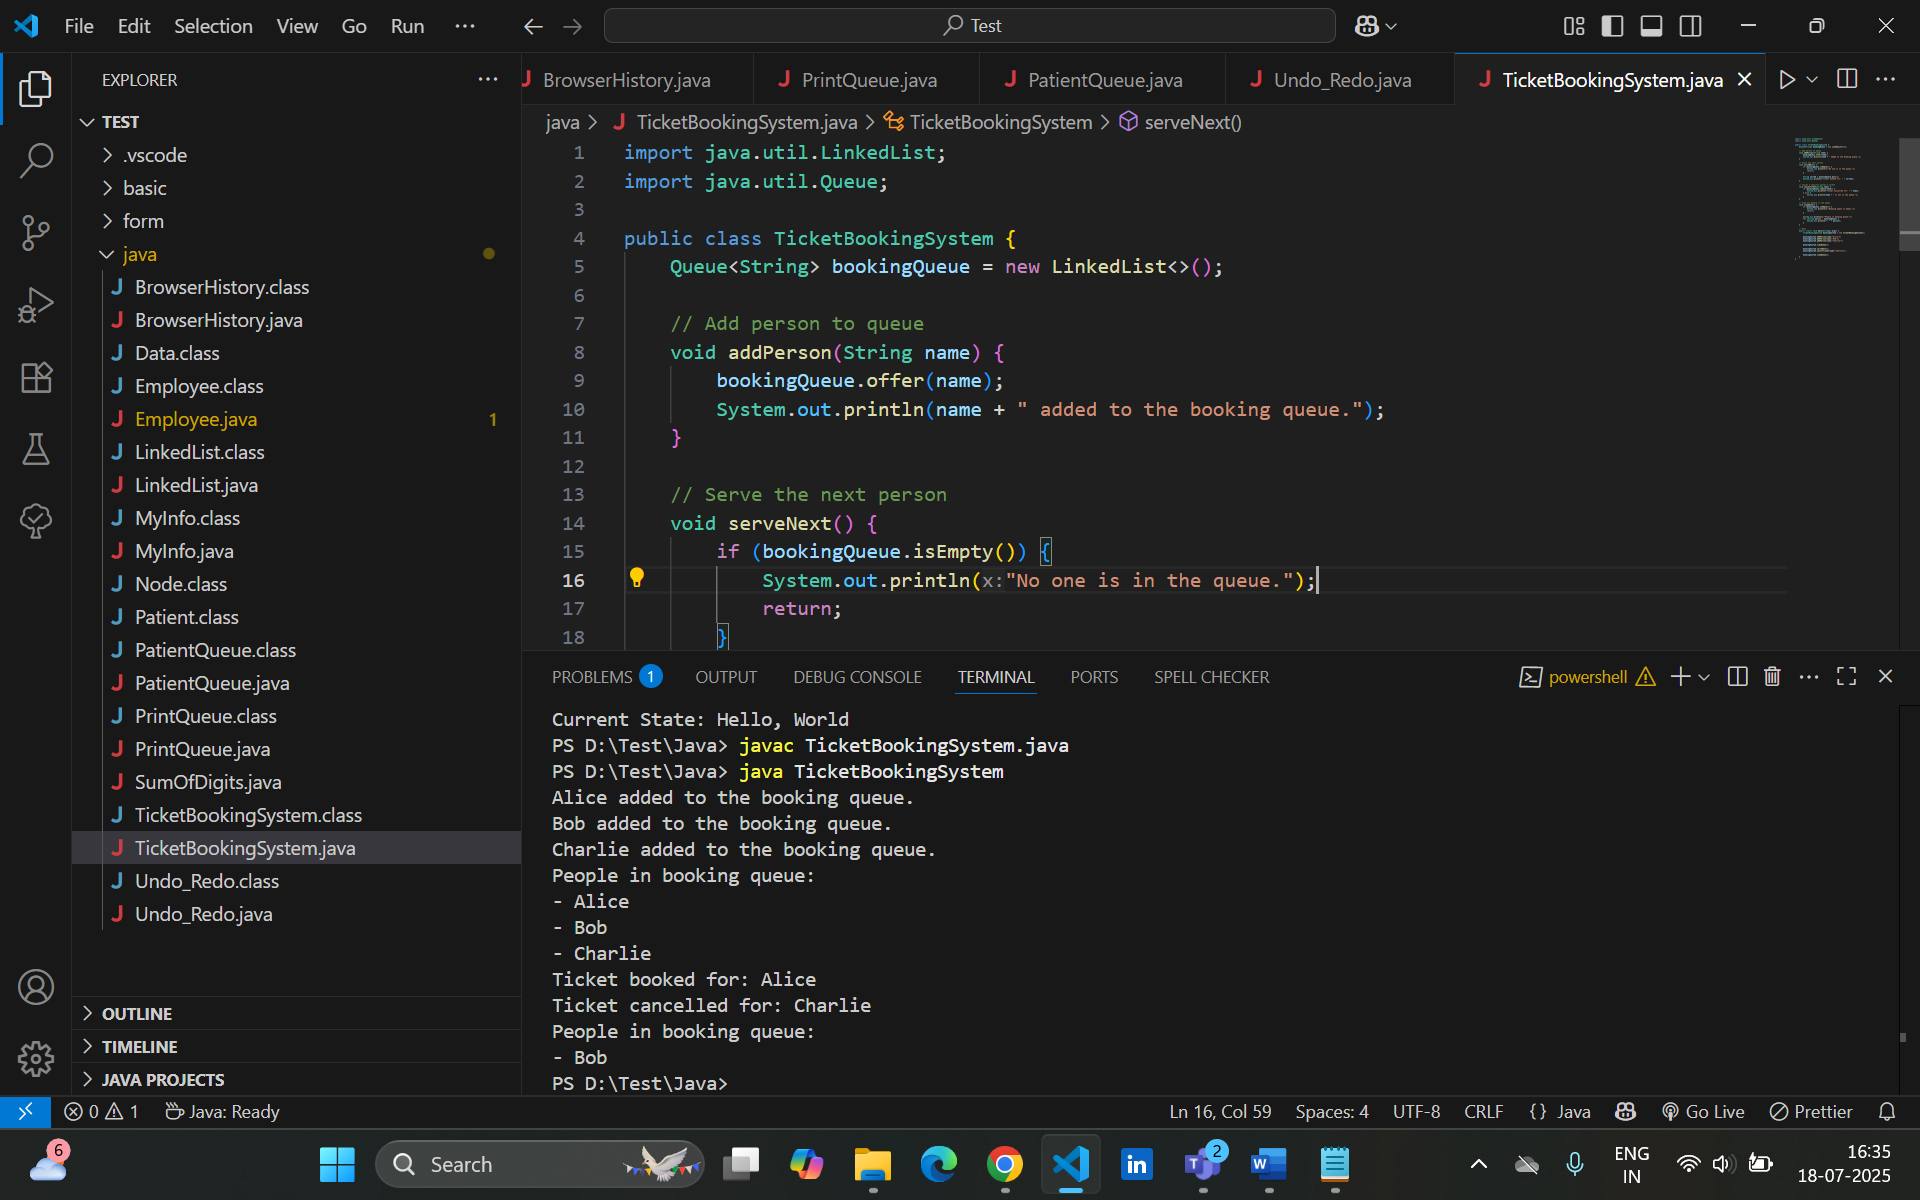 File Edit Selection View Go Run ...
Test
EXPLORER
BrowserHistory.java
PrintQueue.java
PatientQueue.java
Undo_Redo.java
TicketBookingSystem.java
TEST
.vscode
basic
form
java
BrowserHistory.class
BrowserHistory.java
Data.class
Employee.class
Employee.java 1
LinkedList.class
LinkedList.java
MyInfo.class
MyInfo.java
Node.class
Patient.class
PatientQueue.class
PatientQueue.java
PrintQueue.class
PrintQueue.java
SumOfDigits.java
TicketBookingSystem.class
TicketBookingSystem.java
Undo_Redo.class
Undo_Redo.java
OUTLINE
TIMELINE
JAVA PROJECTS
java > TicketBookingSystem.java > TicketBookingSystem > serveNext()
1 import java.util.LinkedList;
2 import java.util.Queue;
3
4 public class TicketBookingSystem {
5 Queue<String> bookingQueue = new LinkedList<>();
6
7 // Add person to queue
8 void addPerson(String name) {
9 bookingQueue.offer(name);
10 System.out.println(name + " added to the booking queue.");
11 }
12
13 // Serve the next person
14 void serveNext() {
15 if (bookingQueue.isEmpty()) {
16 System.out.println(x:"No one is in the queue.");
17 return;
18 }
PROBLEMS 1 OUTPUT DEBUG CONSOLE TERMINAL PORTS SPELL CHECKER
powershell
Current State: Hello, World
PS D:\Test\Java> javac TicketBookingSystem.java
PS D:\Test\Java> java TicketBookingSystem
Alice added to the booking queue.
Bob added to the booking queue.
Charlie added to the booking queue.
People in booking queue:
- Alice
- Bob
- Charlie
Ticket booked for: Alice
Ticket cancelled for: Charlie
People in booking queue:
- Bob
PS D:\Test\Java>
0 1 Java: Ready
Ln 16, Col 59 Spaces: 4 UTF-8 CRLF {} Java Go Live Prettier
6
Search
2
ENG
IN
16:35
18-07-2025